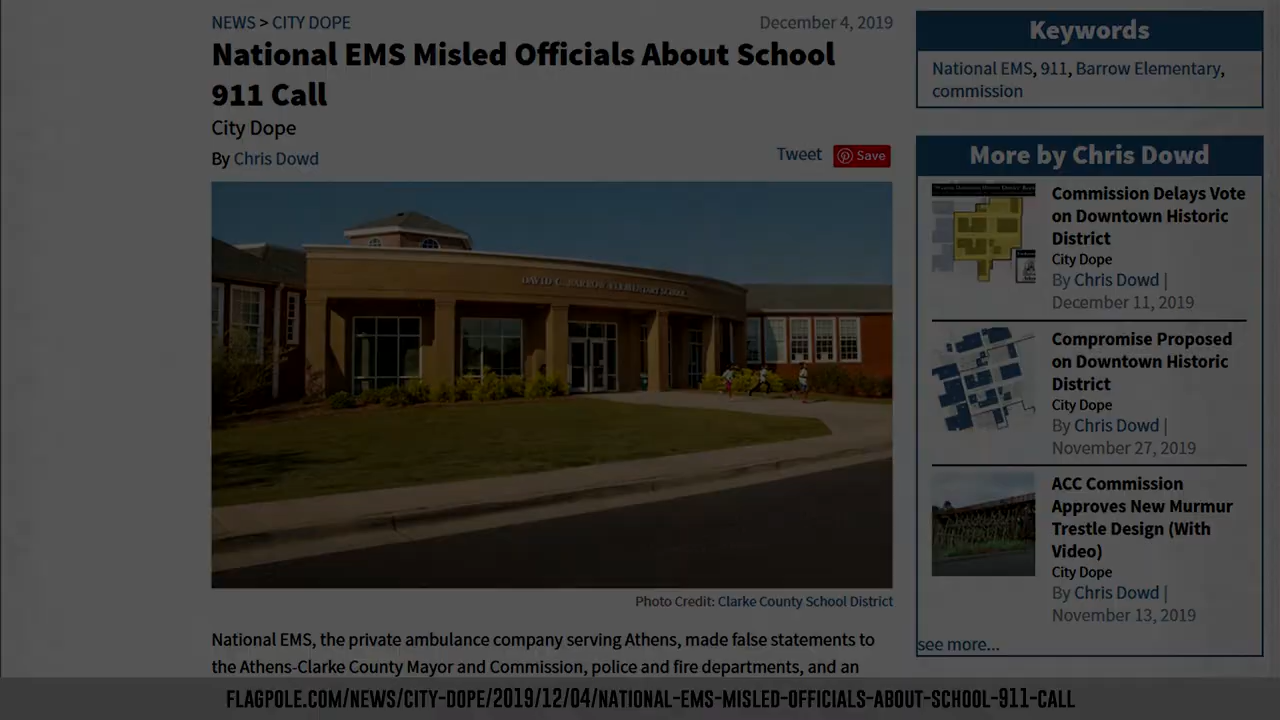 NEWS > CITY DOPE
December 4, 2019
National EMS Misled Officials About School
911 Call
City Dope
By Chris Dowd
Tweet
Save
DAVID C. BARROW ELEMENTARY SCHOOL
Photo Credit: Clarke County School District
National EMS, the private ambulance company serving Athens, made false statements to
the Athens-Clarke County Mayor and Commission, police and fire departments, and an
Keywords
National EMS, 911, Barrow Elementary,
commission
More by Chris Dowd
Commission Delays Vote
on Downtown Historic
District
City Dope
By Chris Dowd |
December 11, 2019
Compromise Proposed
on Downtown Historic
District
City Dope
By Chris Dowd |
November 27, 2019
ACC Commission
Approves New Murmur
Trestle Design (With
Video)
City Dope
By Chris Dowd |
November 13, 2019
see more...
FLAGPOLE.COM/NEWS/CITY-DOPE/2019/12/04/NATIONAL-EMS-MISLED-OFFICIALS-ABOUT-SCHOOL-911-CALL